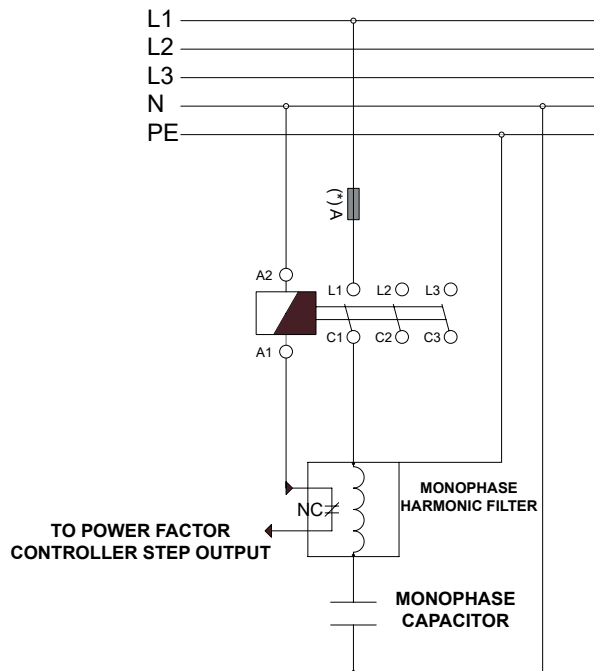 L1
L2
L3
N
PE
(*) A
A2
L1
L2
L3
A1
C1
C2
C3
MONOPHASE
HARMONIC FILTER
NC
TO POWER FACTOR
CONTROLLER STEP OUTPUT
MONOPHASE
CAPACITOR